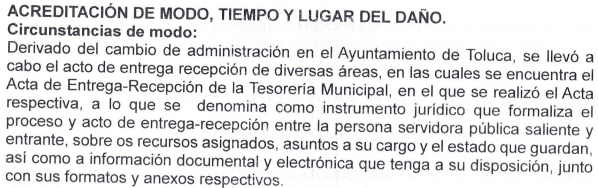 ACREDITACIÓN DE MODO, TIEMPO Y LUGAR DEL DAÑO.
Circunstancias de modo:
Derivado del cambio de administración en el Ayuntamiento de Toluca, se llevó a
cabo el acto de entrega recepción de diversas áreas, en las cuales se encuentra el
Acta de Entrega-Recepción de la Tesorería Municipal, en el que se realizó el Acta
respectiva, a lo que se denomina como instrumento jurídico que formaliza el
proceso y acto de entrega-recepción entre la persona servidora pública saliente y
entrante, sobre os recursos asignados, asuntos a su cargo y el estado que guardan,
así como a información documental y electrónica que tenga a su disposición, junto
con sus formatos y anexos respectivos.